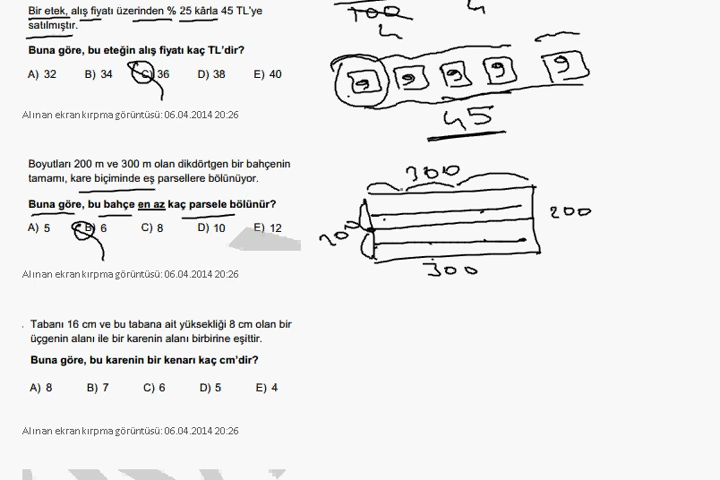 Bir etek, alış fiyatı üzerinden % 25 kârla 45 TL'ye
satılmıştır.
100
4
4
Buna göre, bu eteğin alış fiyatı kaç TL'dir?
A) 32 B) 34 C) 36 D) 38 E) 40
9 9 9 9 9
45
Alınan ekran kırpma görüntüsü: 06.04.2014 20:26
Boyutları 200 m ve 300 m olan dikdörtgen bir bahçenin
tamamı, kare biçiminde eş parsellere bölünüyor.
300
Buna göre, bu bahçe en az kaç parsele bölünür?
200
A) 5 B) 6 C) 8 D) 10 E) 12
300
Alınan ekran kırpma görüntüsü: 06.04.2014 20:26
Tabanı 16 cm ve bu tabana ait yüksekliği 8 cm olan bir
üçgenin alanı ile bir karenin alanı birbirine eşittir.
Buna göre, bu karenin bir kenarı kaç cm'dir?
A) 8 B) 7 C) 6 D) 5 E) 4
Alınan ekran kırpma görüntüsü: 06.04.2014 20:26